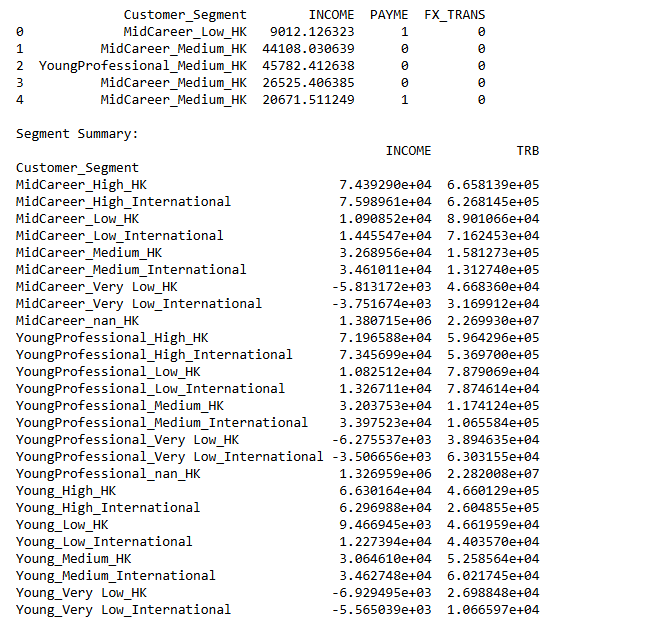 Customer_Segment INCOME PAYME FX_TRANS
0 MidCareer_Low_HK 9012.126323 1 0
1 MidCareer_Medium_HK 44108.030639 0 0
2 YoungProfessional_Medium_HK 45782.412638 0 0
3 MidCareer_Medium_HK 26525.406385 0 0
4 MidCareer_Medium_HK 20671.511249 1 0
Segment Summary:
INCOME TRB
Customer_Segment
MidCareer_High_HK 7.439290e+04 6.658139e+05
MidCareer_High_International 7.598961e+04 6.268145e+05
MidCareer_Low_HK 1.090852e+04 8.901066e+04
MidCareer_Low_International 1.445547e+04 7.162453e+04
MidCareer_Medium_HK 3.268956e+04 1.581273e+05
MidCareer_Medium_International 3.461011e+04 1.312740e+05
MidCareer_Very Low_HK -5.813172e+03 4.668360e+04
MidCareer_Very Low_International -3.751674e+03 3.169912e+04
MidCareer_nan_HK 1.380715e+06 2.269930e+07
YoungProfessional_High_HK 7.196588e+04 5.964296e+05
YoungProfessional_High_International 7.345699e+04 5.369700e+05
YoungProfessional_Low_HK 1.082512e+04 7.879069e+04
YoungProfessional_Low_International 1.326711e+04 7.874614e+04
YoungProfessional_Medium_HK 3.203753e+04 1.174124e+05
YoungProfessional_Medium_International 3.397523e+04 1.065584e+05
YoungProfessional_Very Low_HK -6.275537e+03 3.894635e+04
YoungProfessional_Very Low_International -3.506656e+03 6.303155e+04
YoungProfessional_nan_HK 1.326959e+06 2.282008e+07
Young_High_HK 6.630164e+04 4.660129e+05
Young_High_International 6.296988e+04 2.604855e+05
Young_Low_HK 9.466945e+03 4.661959e+04
Young_Low_International 1.227394e+04 4.403570e+04
Young_Medium_HK 3.064610e+04 5.258564e+04
Young_Medium_International 3.462748e+04 6.021745e+04
Young_Very Low_HK -6.929495e+03 2.698848e+04
Young_Very Low_International -5.565039e+03 1.066597e+04